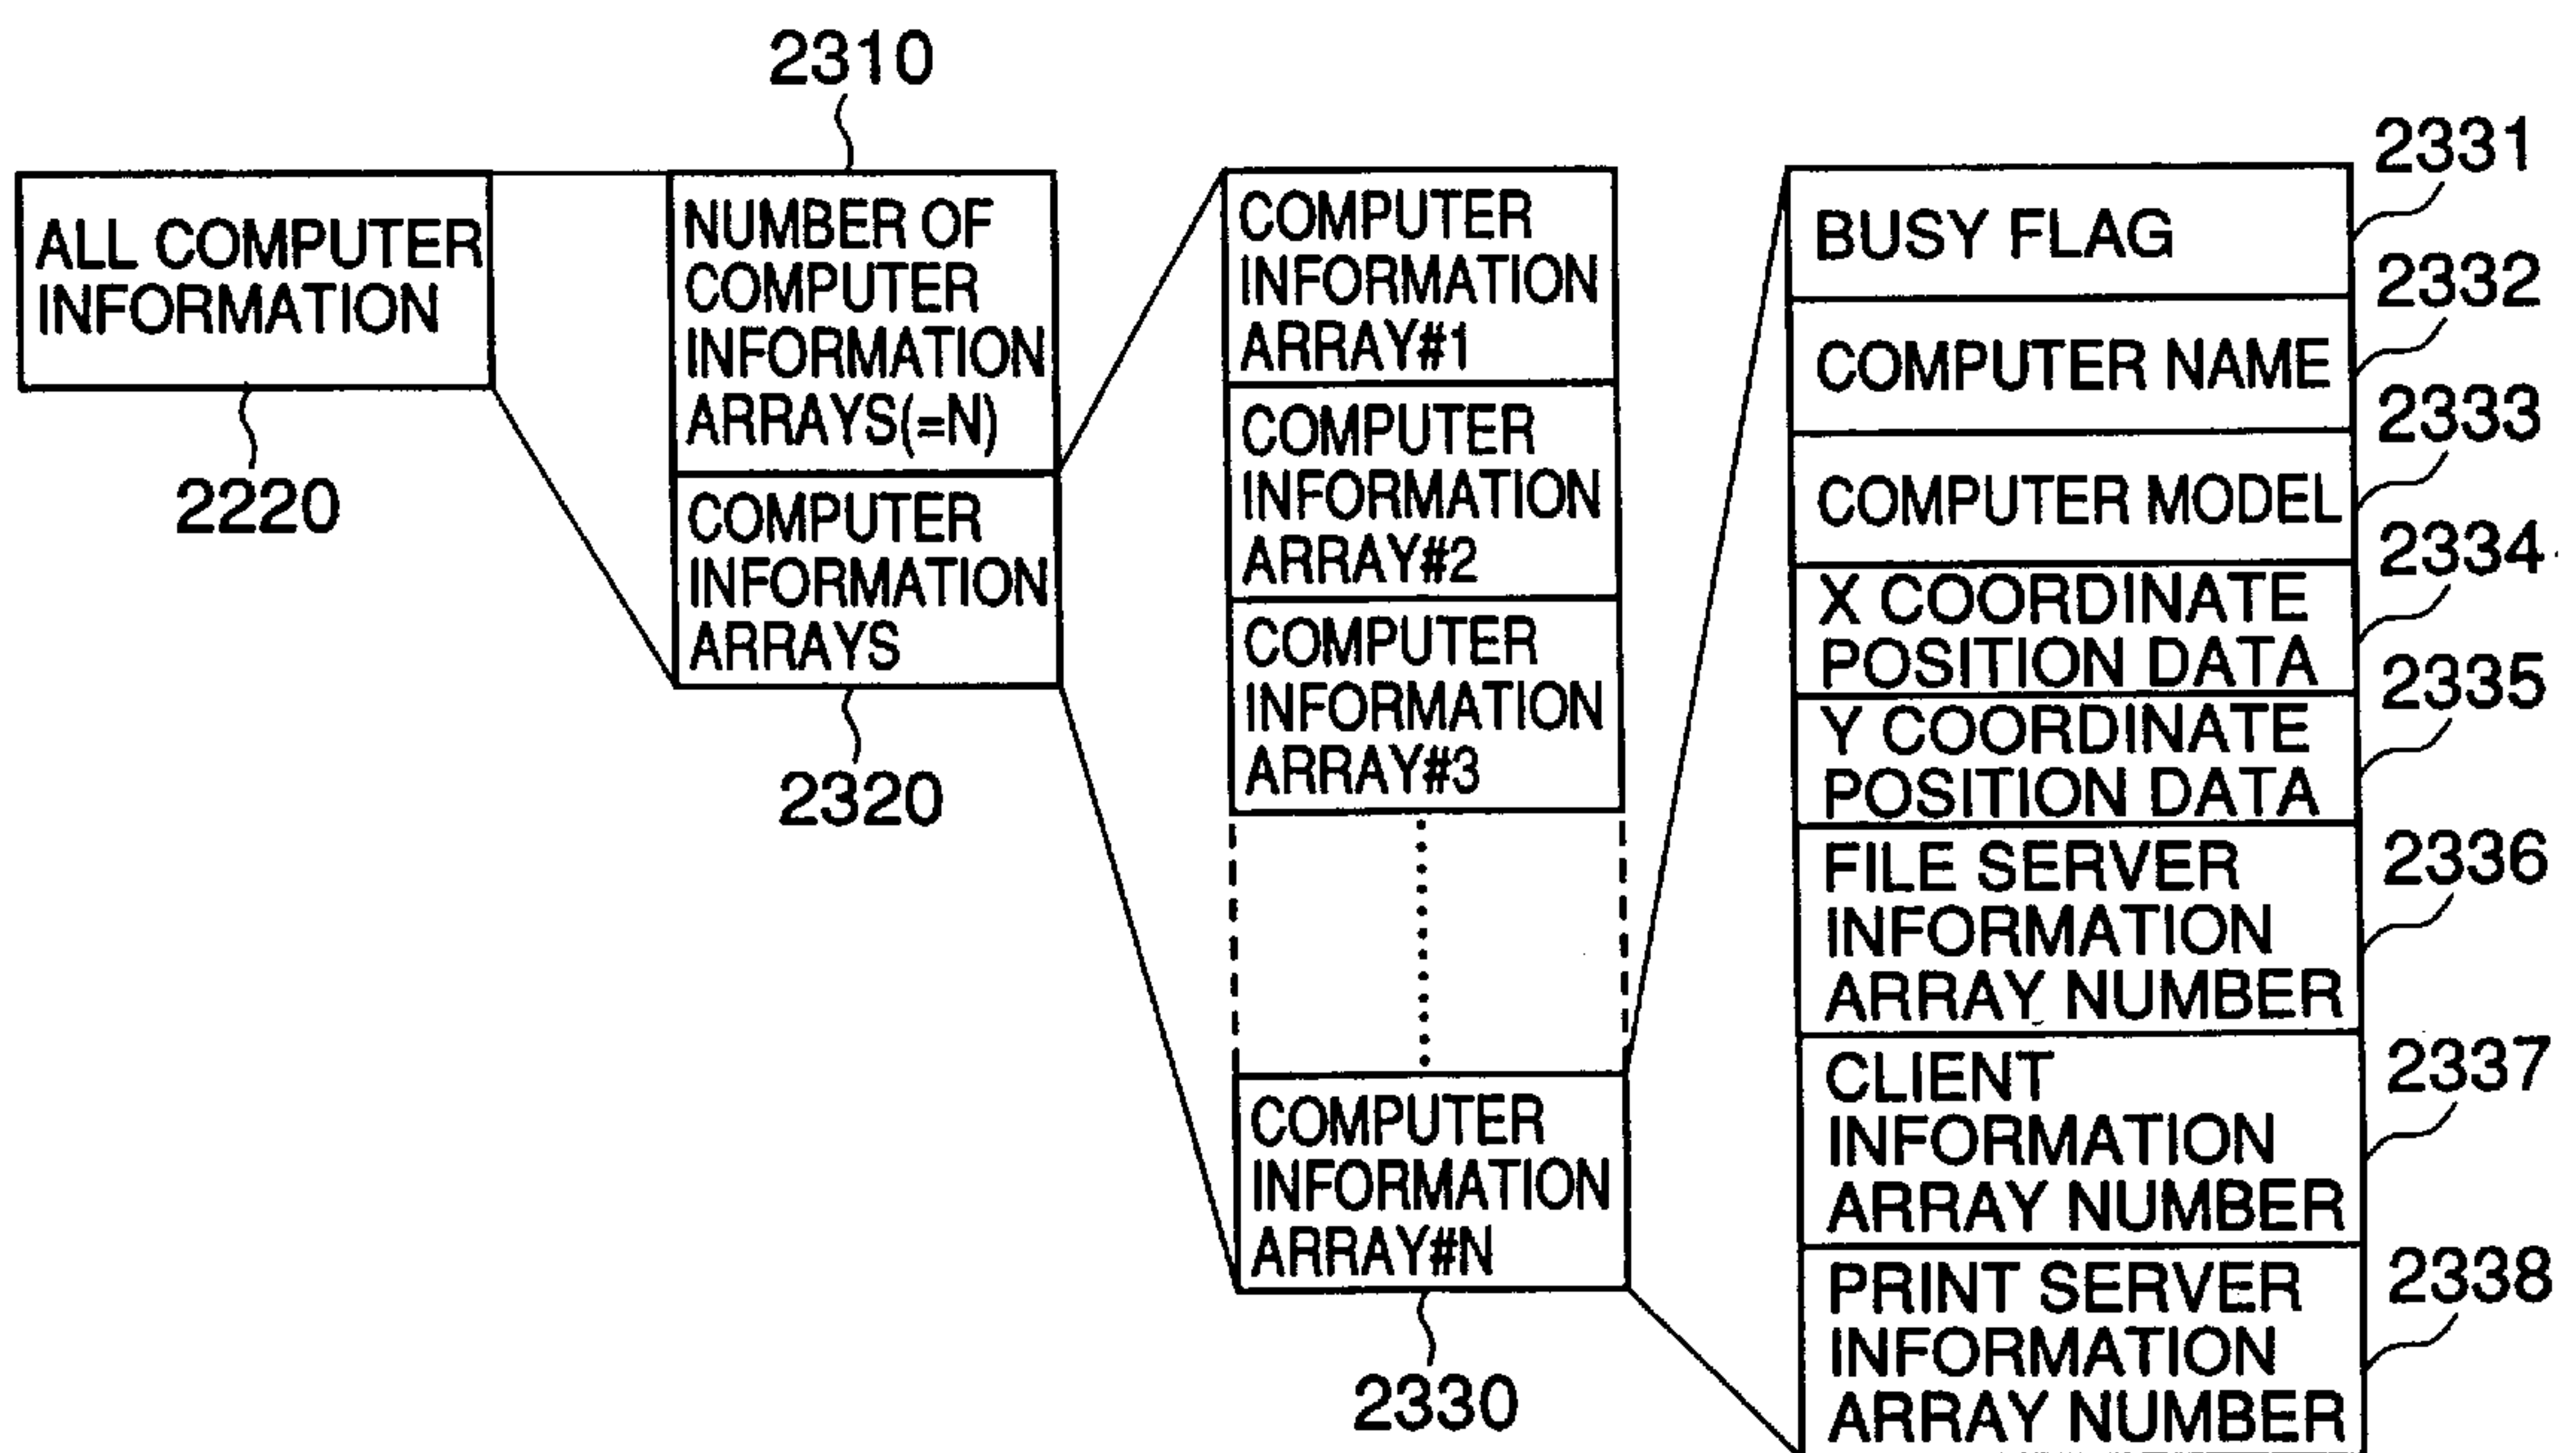 2310
ALL COMPUTER
INFORMATION
2220
NUMBER OF
COMPUTER
INFORMATION
ARRAYS(=N)
COMPUTER
INFORMATION
ARRAYS
2320
COMPUTER
INFORMATION
ARRAY#1
COMPUTER
INFORMATION
ARRAY#2
COMPUTER
INFORMATION
ARRAY#3
COMPUTER
INFORMATION
ARRAY#N
2330
BUSY FLAG
2331
COMPUTER NAME
2332
COMPUTER MODEL
2333
X COORDINATE
POSITION DATA
2334
Y COORDINATE
POSITION DATA
2335
FILE SERVER
INFORMATION
ARRAY NUMBER
2336
CLIENT
INFORMATION
ARRAY NUMBER
2337
PRINT SERVER
INFORMATION
ARRAY NUMBER
2338